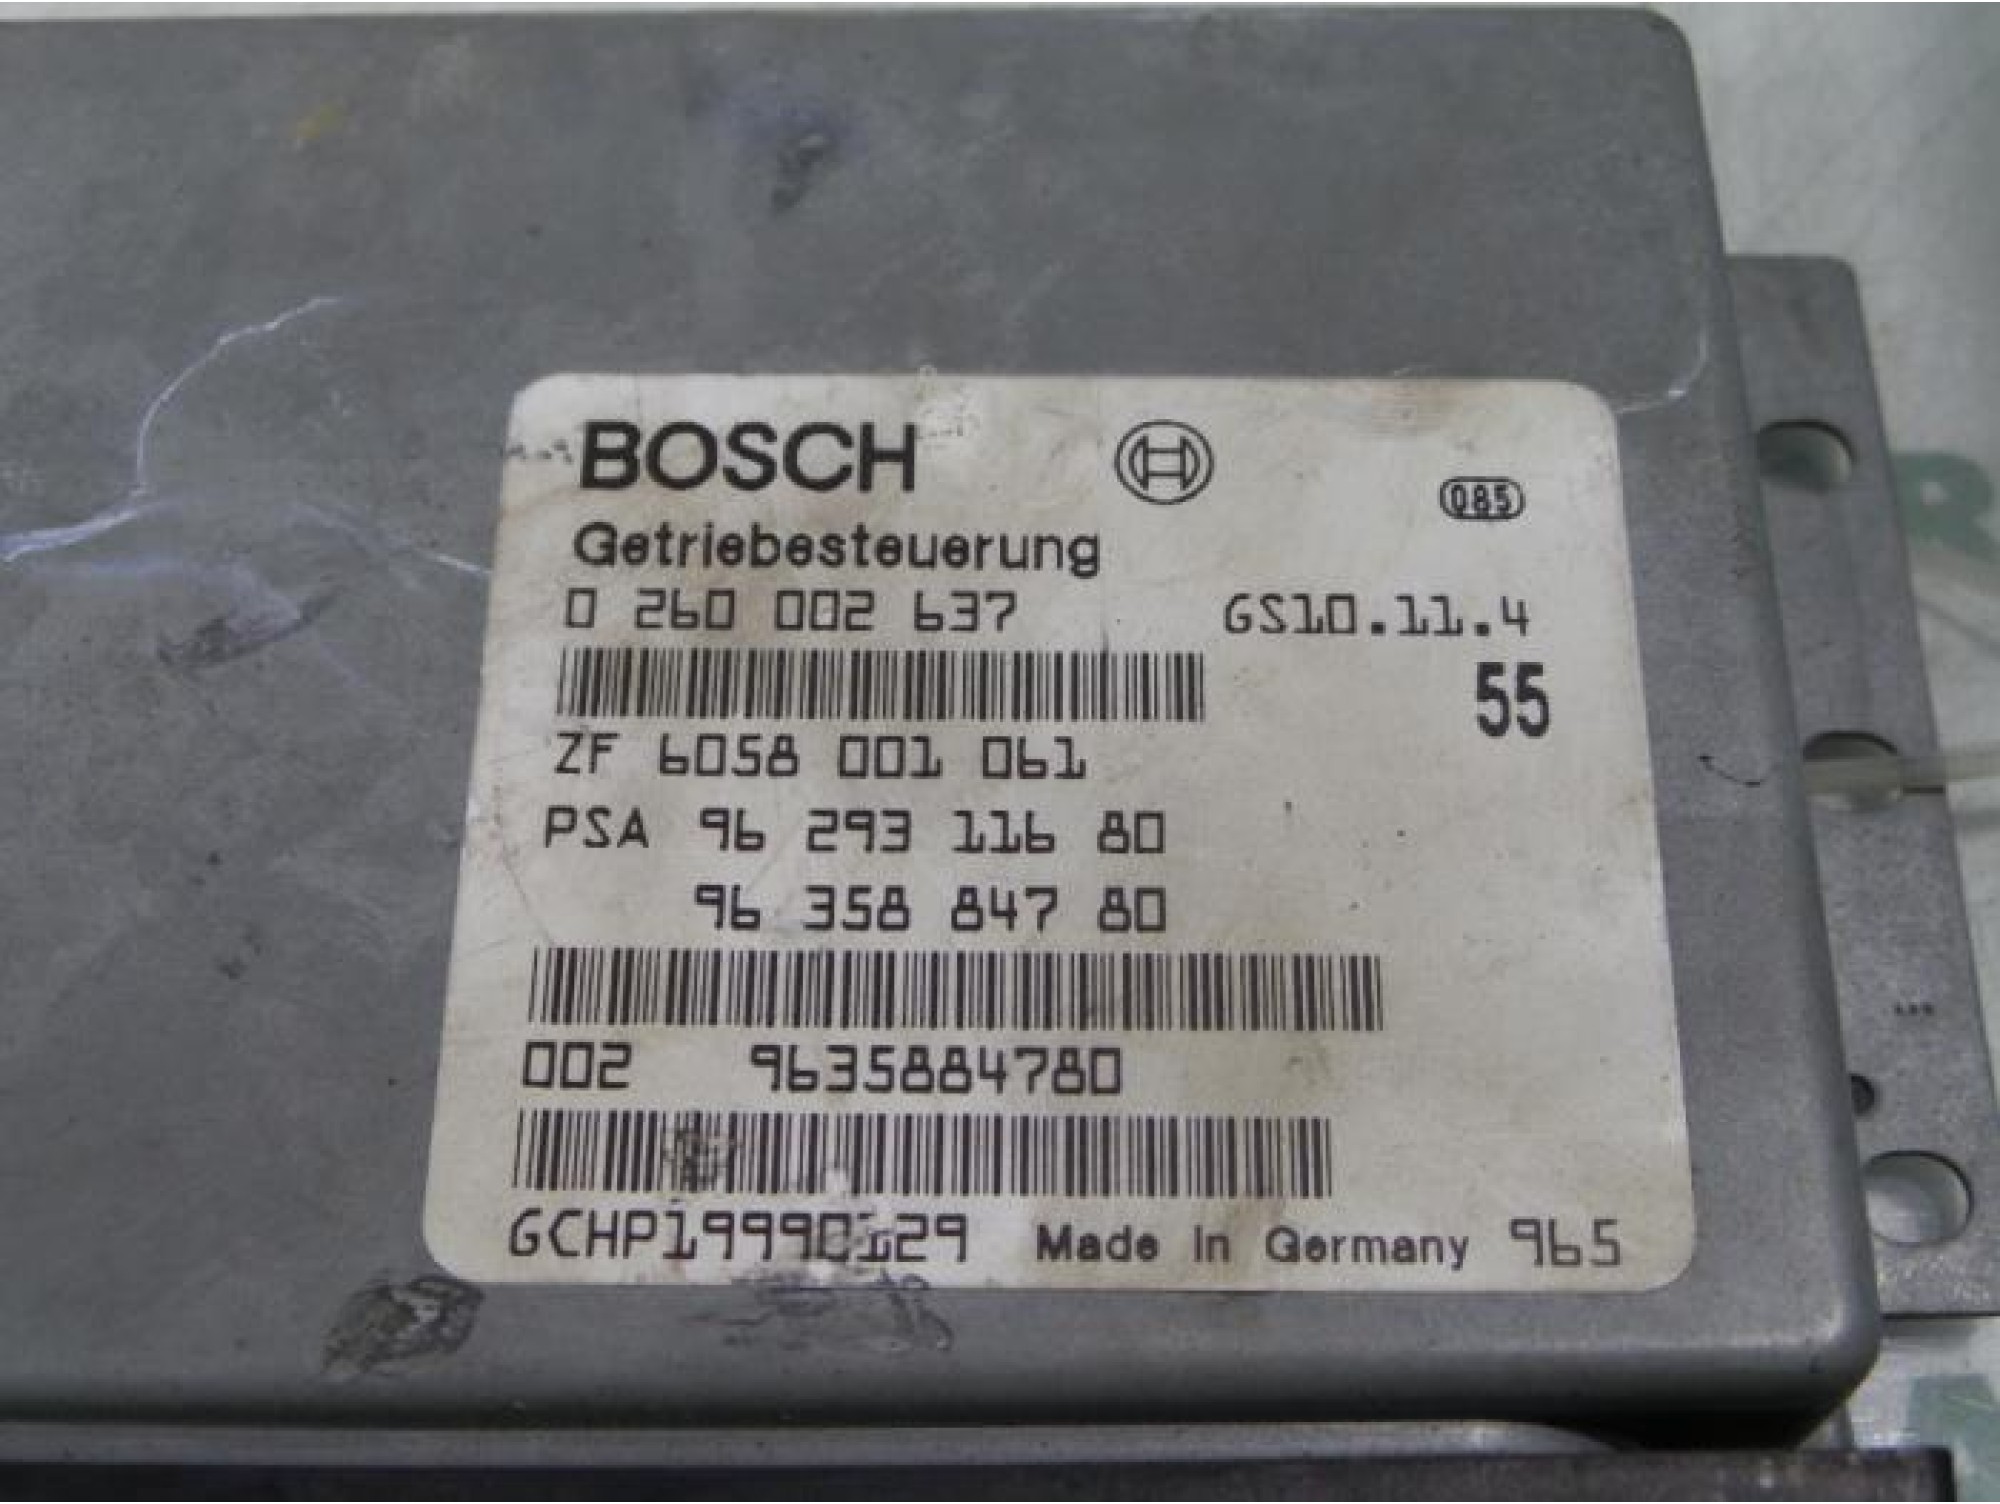 BOSCH
085
Getriebesteuerung
0 260 002 637 GS10.11.4
55
ZF 6058 001 061
PSA 96 293 116 80
96 358 847 80
002 9635884780
GCHP19990129 Made in Germany 965
R